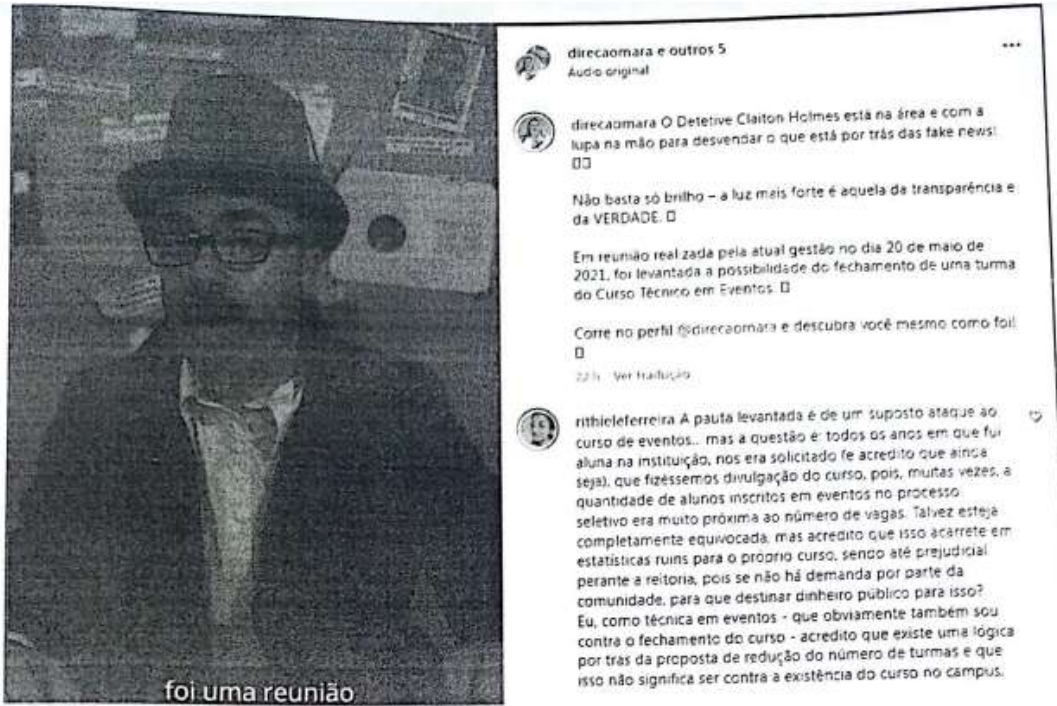 direcaomara e outros 5
Áudio original
direcaomara O Detetive Claiton Holmes está na área e com a
lupa na mão para desvendar o que está por trás das fake news!
Não basta só brilho – a luz mais forte é aquela da transparência e
da VERDADE.
Em reunião realizada pela atual gestão no dia 20 de maio de
2021, foi levantada a possibilidade do fechamento de uma turma
do Curso Técnico em Eventos.
Corre no perfil @direcaomara e descubra você mesmo como foi!
22 h Ver tradução
rithieleferreira A pauta levantada é de um suposto ataque ao
curso de eventos.. mas a questão é: todos os anos em que fui
aluna na instituição, nos era solicitado (e acredito que ainda
seja), que fizéssemos divulgação do curso, pois, muitas vezes, a
quantidade de alunos inscritos em eventos no processo
seletivo era muito próxima ao número de vagas. Talvez esteja
completamente equivocada, mas acredito que isso acarrete em
estatísticas ruins para o próprio curso, sendo até prejudicial
perante a reitoria, pois se não há demanda por parte da
comunidade, para que destinar dinheiro público para isso?
Eu, como técnica em eventos - que obviamente também sou
contra o fechamento do curso - acredito que existe uma lógica
por tras da proposta de redução do número de turmas e que
isso não significa ser contra a existência do curso no campus.
foi uma reunião